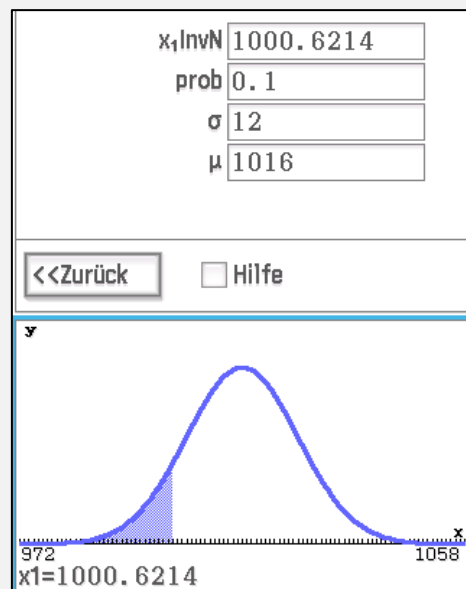 x₁InvN 1000.6214
prob 0.1
σ 12
μ 1016
<<Zurück Hilfe
y
x
972 1058
x1=1000.6214